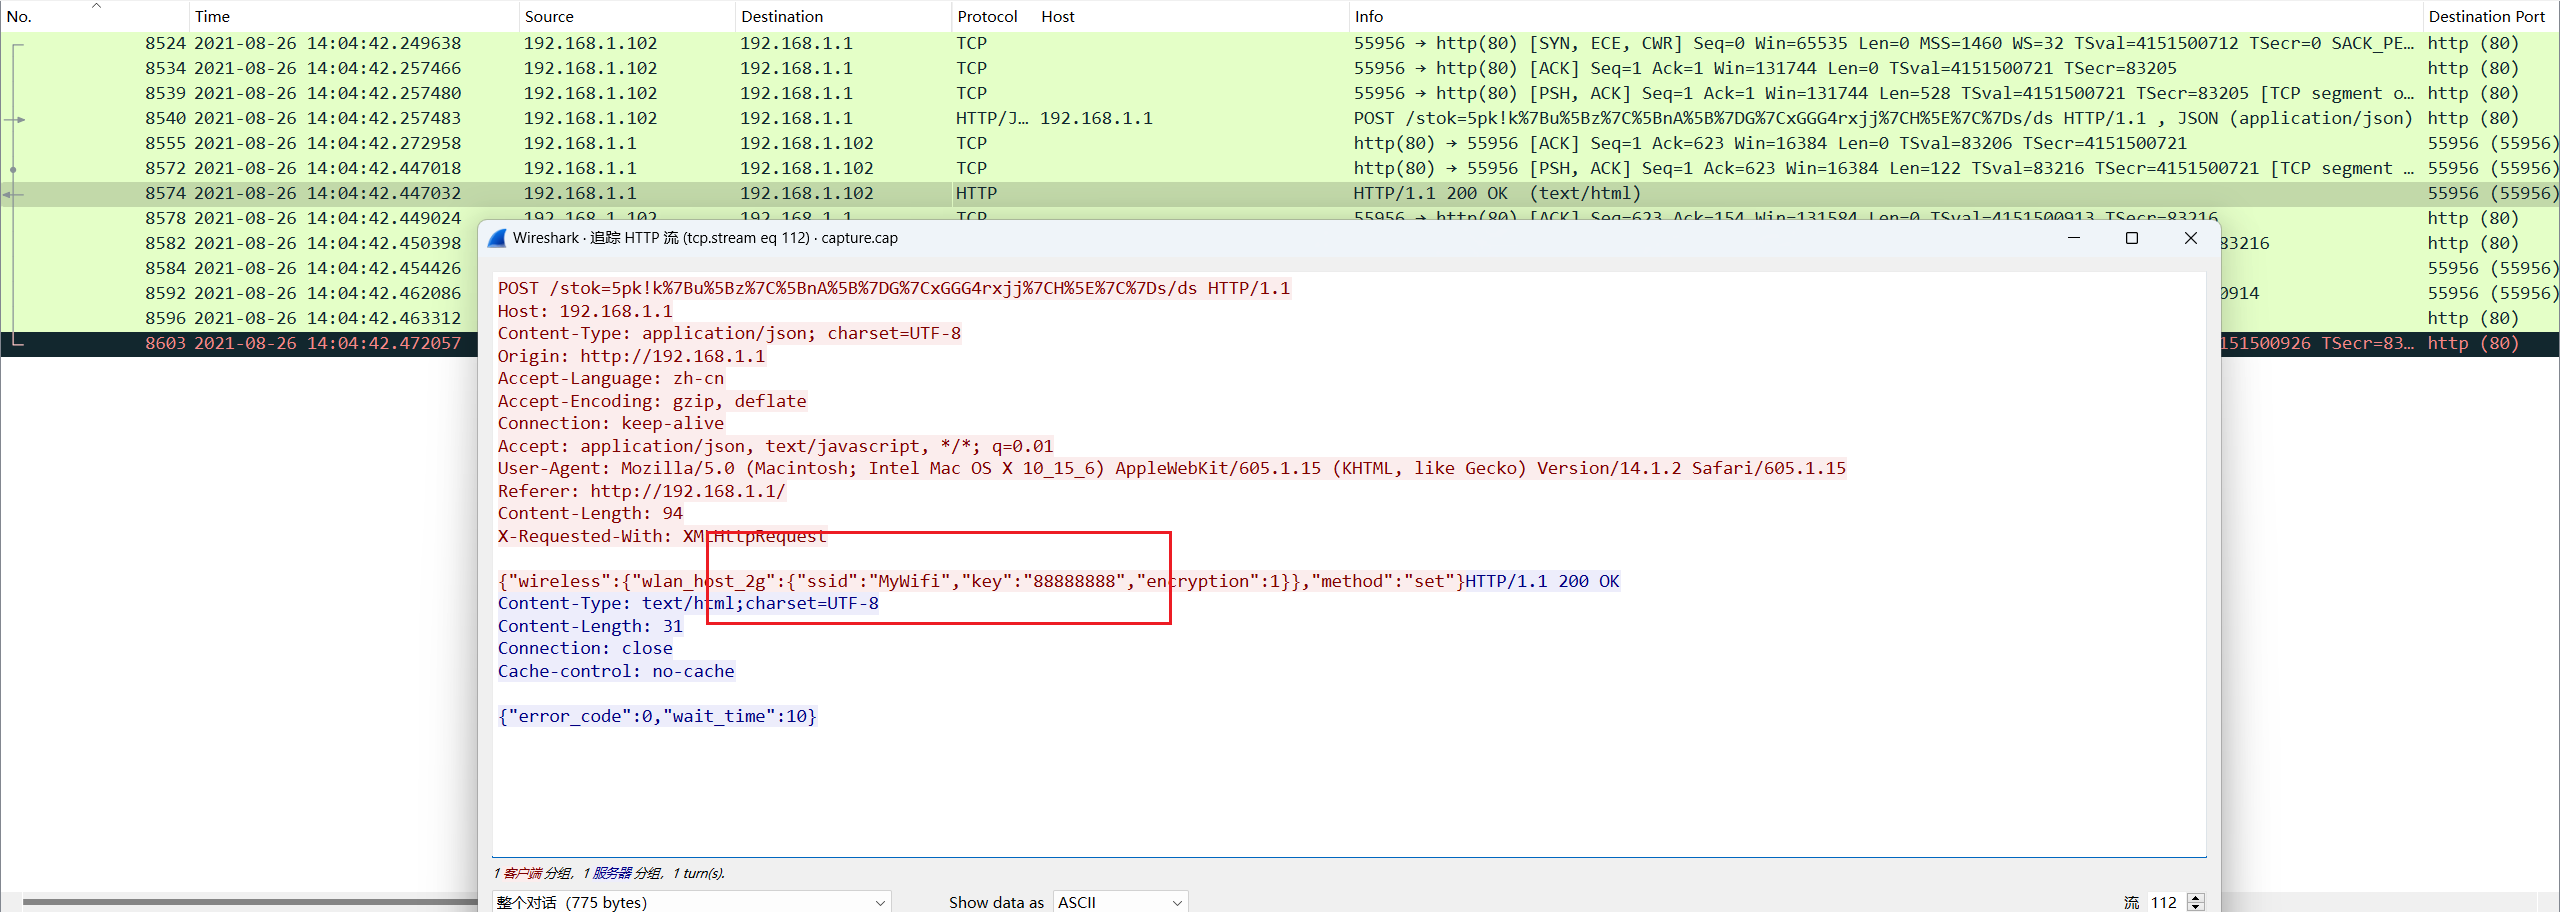 No. Time Source Destination Protocol Host Info Destination Port
8524 2021-08-26 14:04:42.249638 192.168.1.102 192.168.1.1 TCP 55956 → http(80) [SYN, ECE, CWR] Seq=0 Win=65535 Len=0 MSS=1460 WS=32 TSval=4151500712 TSecr=0 SACK_PE… http (80)
8534 2021-08-26 14:04:42.257466 192.168.1.102 192.168.1.1 TCP 55956 → http(80) [ACK] Seq=1 Ack=1 Win=131744 Len=0 TSval=4151500721 TSecr=83205 http (80)
8539 2021-08-26 14:04:42.257480 192.168.1.102 192.168.1.1 TCP 55956 → http(80) [PSH, ACK] Seq=1 Ack=1 Win=131744 Len=528 TSval=4151500721 TSecr=83205 [TCP segment o… http (80)
8540 2021-08-26 14:04:42.257483 192.168.1.102 192.168.1.1 HTTP/J… 192.168.1.1 POST /stok=5pk!k%7Bu%5Bz%7C%5BnA%5B%7DG%7CxGGG4rxjj%7CH%5E%7C%7Ds/ds HTTP/1.1 , JSON (application/json) http (80)
8555 2021-08-26 14:04:42.272958 192.168.1.1 192.168.1.102 TCP http(80) → 55956 [ACK] Seq=1 Ack=623 Win=16384 Len=0 TSval=83206 TSecr=4151500721 55956 (55956)
8572 2021-08-26 14:04:42.447018 192.168.1.1 192.168.1.102 TCP http(80) → 55956 [PSH, ACK] Seq=1 Ack=623 Win=16384 Len=122 TSval=83216 TSecr=4151500721 [TCP segment … 55956 (55956)
8574 2021-08-26 14:04:42.447032 192.168.1.1 192.168.1.102 HTTP HTTP/1.1 200 OK (text/html) 55956 (55956)
8578 2021-08-26 14:04:42.449024 192.168.1.102 192.168.1.1 TCP 55956 → http(80) [ACK] Seq=623 Ack=154 Win=131584 Len=0 TSval=4151500913 TSecr=83216 http (80)
8582 2021-08-26 14:04:42.450398 83216 http (80)
8584 2021-08-26 14:04:42.454426 55956 (55956)
8592 2021-08-26 14:04:42.462086 0914 55956 (55956)
8596 2021-08-26 14:04:42.463312 http (80)
8603 2021-08-26 14:04:42.472057 151500926 TSecr=83… http (80)
Wireshark · 追踪 HTTP 流 (tcp.stream eq 112) · capture.cap
POST /stok=5pk!k%7Bu%5Bz%7C%5BnA%5B%7DG%7CxGGG4rxjj%7CH%5E%7C%7Ds/ds HTTP/1.1
Host: 192.168.1.1
Content-Type: application/json; charset=UTF-8
Origin: http://192.168.1.1
Accept-Language: zh-cn
Accept-Encoding: gzip, deflate
Connection: keep-alive
Accept: application/json, text/javascript, */*; q=0.01
User-Agent: Mozilla/5.0 (Macintosh; Intel Mac OS X 10_15_6) AppleWebKit/605.1.15 (KHTML, like Gecko) Version/14.1.2 Safari/605.1.15
Referer: http://192.168.1.1/
Content-Length: 94
X-Requested-With: XMLHttpRequest
{"wireless":{"wlan_host_2g":{"ssid":"MyWifi","key":"88888888","encryption":1}},"method":"set"}HTTP/1.1 200 OK
Content-Type: text/html;charset=UTF-8
Content-Length: 31
Connection: close
Cache-control: no-cache
{"error_code":0,"wait_time":10}
1 客户端 分组, 1 服务器 分组, 1 turn(s).
整个对话 (775 bytes) Show data as ASCII 流 112